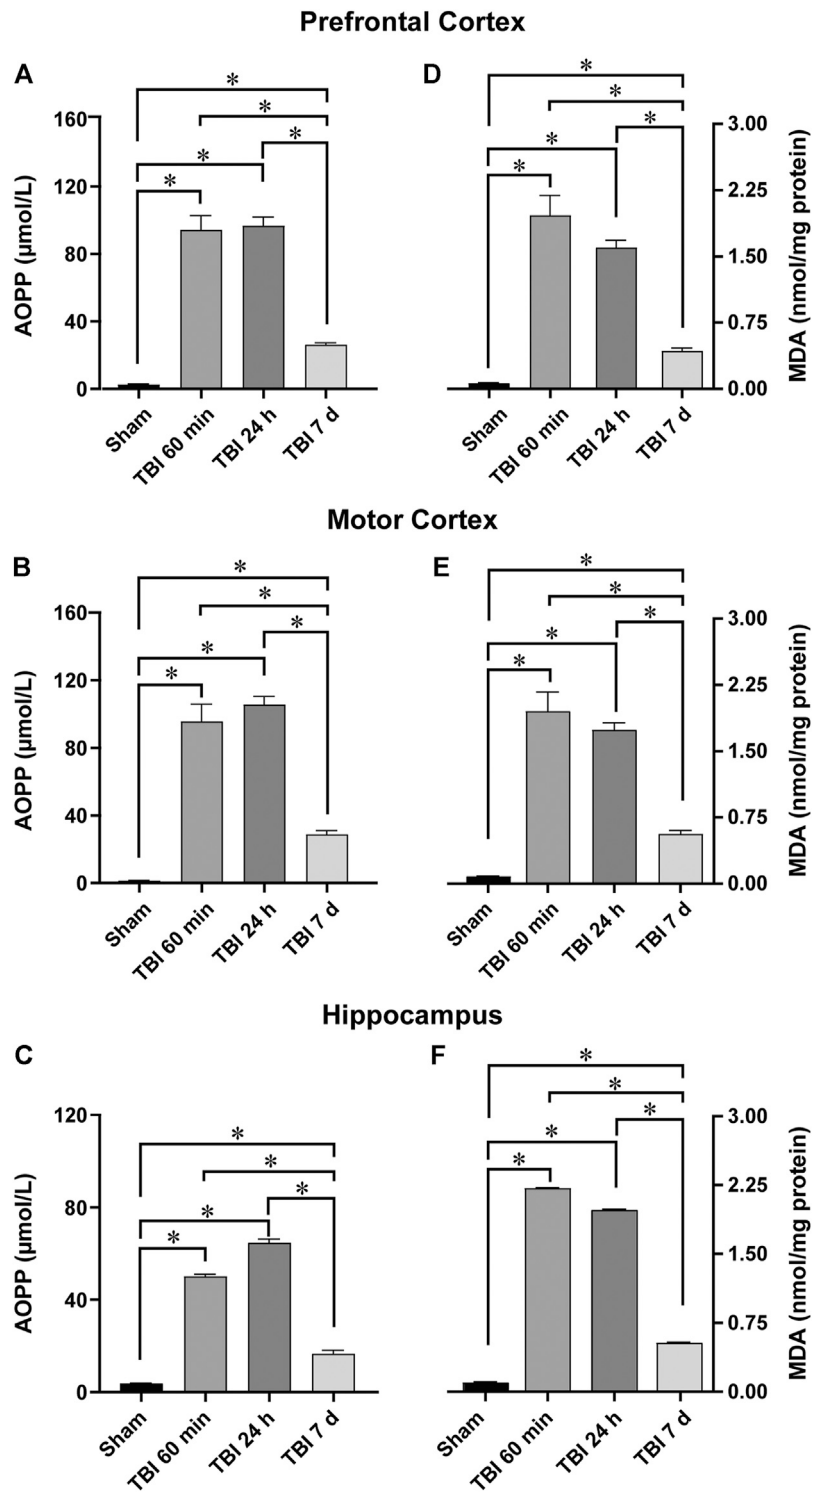 Prefrontal Cortex
A
D
*
*
*
*
*
*
*
*
*
*
160
120
80
40
0
AOPP (µmol/L)
3.00
2.25
1.50
0.75
0.00
MDA (nmol/mg protein)
Sham
TBI 60 min
TBI 24 h
TBI 7 d
Sham
TBI 60 min
TBI 24 h
TBI 7 d
Motor Cortex
B
E
*
*
*
*
*
*
*
*
*
*
160
120
80
40
0
AOPP (µmol/L)
3.00
2.25
1.50
0.75
0.00
MDA (nmol/mg protein)
Sham
TBI 60 min
TBI 24 h
TBI 7 d
Sham
TBI 60 min
TBI 24 h
TBI 7 d
Hippocampus
C
F
*
*
*
*
*
*
*
*
*
*
120
80
40
0
AOPP (µmol/L)
3.00
2.25
1.50
0.75
0.00
MDA (nmol/mg protein)
Sham
TBI 60 min
TBI 24 h
TBI 7 d
Sham
TBI 60 min
TBI 24 h
TBI 7 d